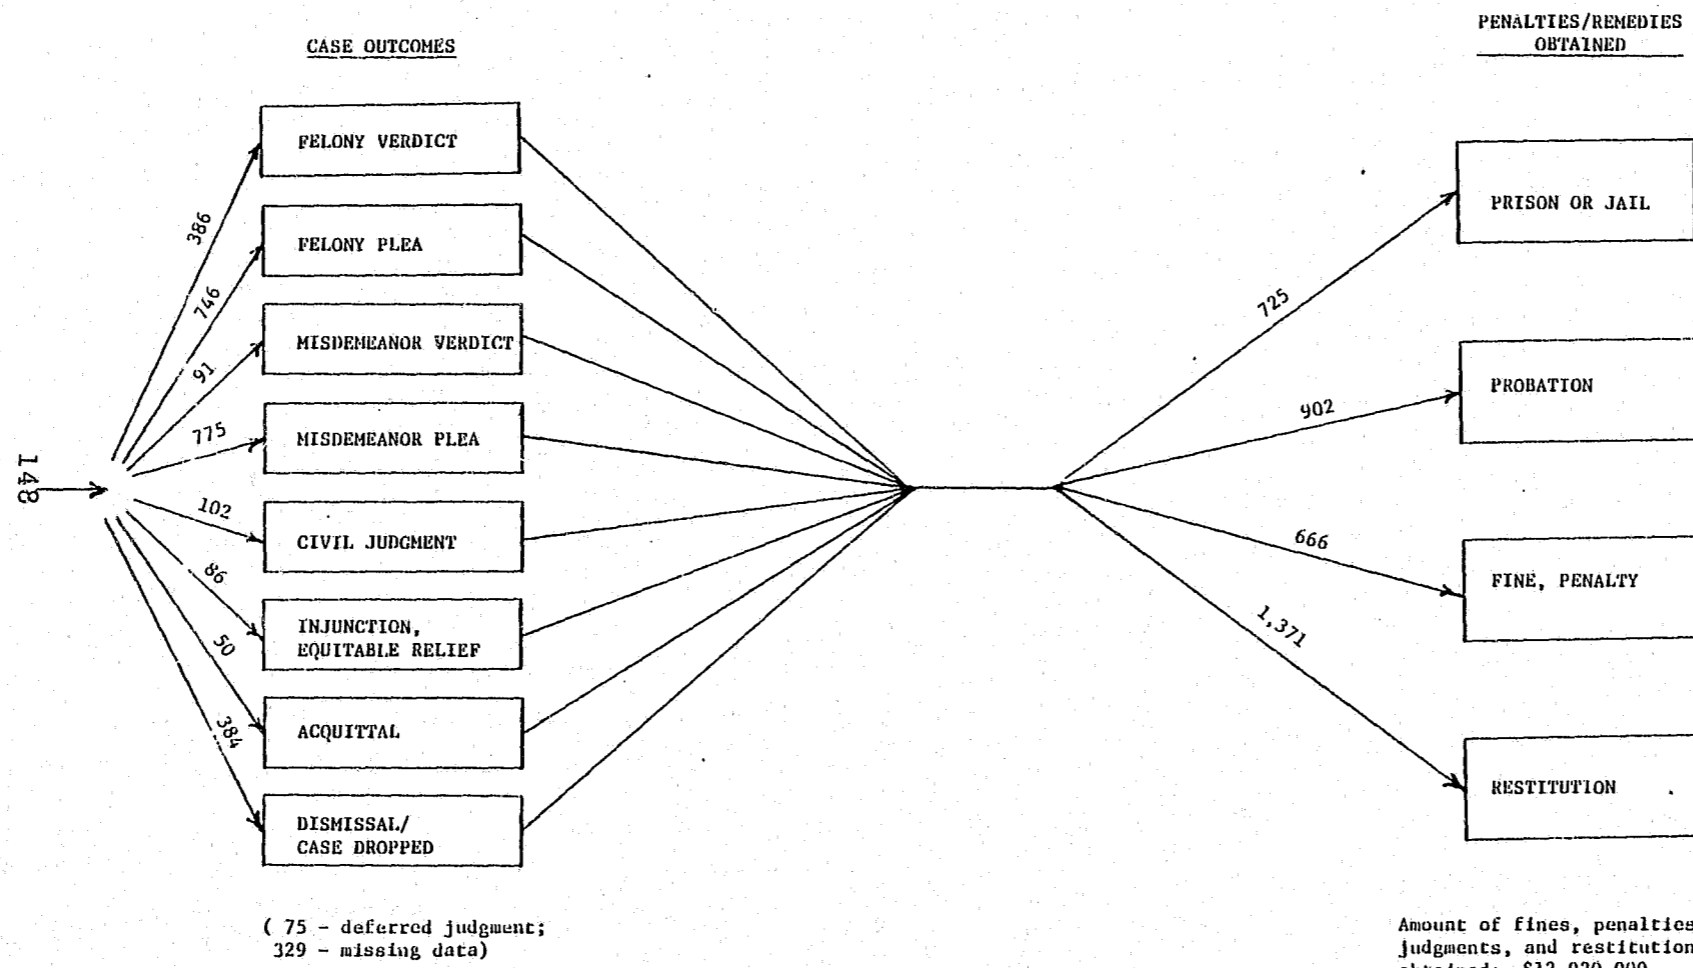 CASE OUTCOMES
PENALTIES/REMEDIES
OBTAINED
FELONY VERDICT
FELONY PLEA
MISDEMEANOR VERDICT
MISDEMEANOR PLEA
CIVIL JUDGMENT
INJUNCTION,
EQUITABLE RELIEF
ACQUITTAL
DISMISSAL/
CASE DROPPED
386
746
91
775
102
86
50
384
148
725
902
666
1,371
PRISON OR JAIL
PROBATION
FINE, PENALTY
RESTITUTION
( 75 - deferred judgment;
329 - missing data)
Amount of fines, penalties
judgments, and restitution